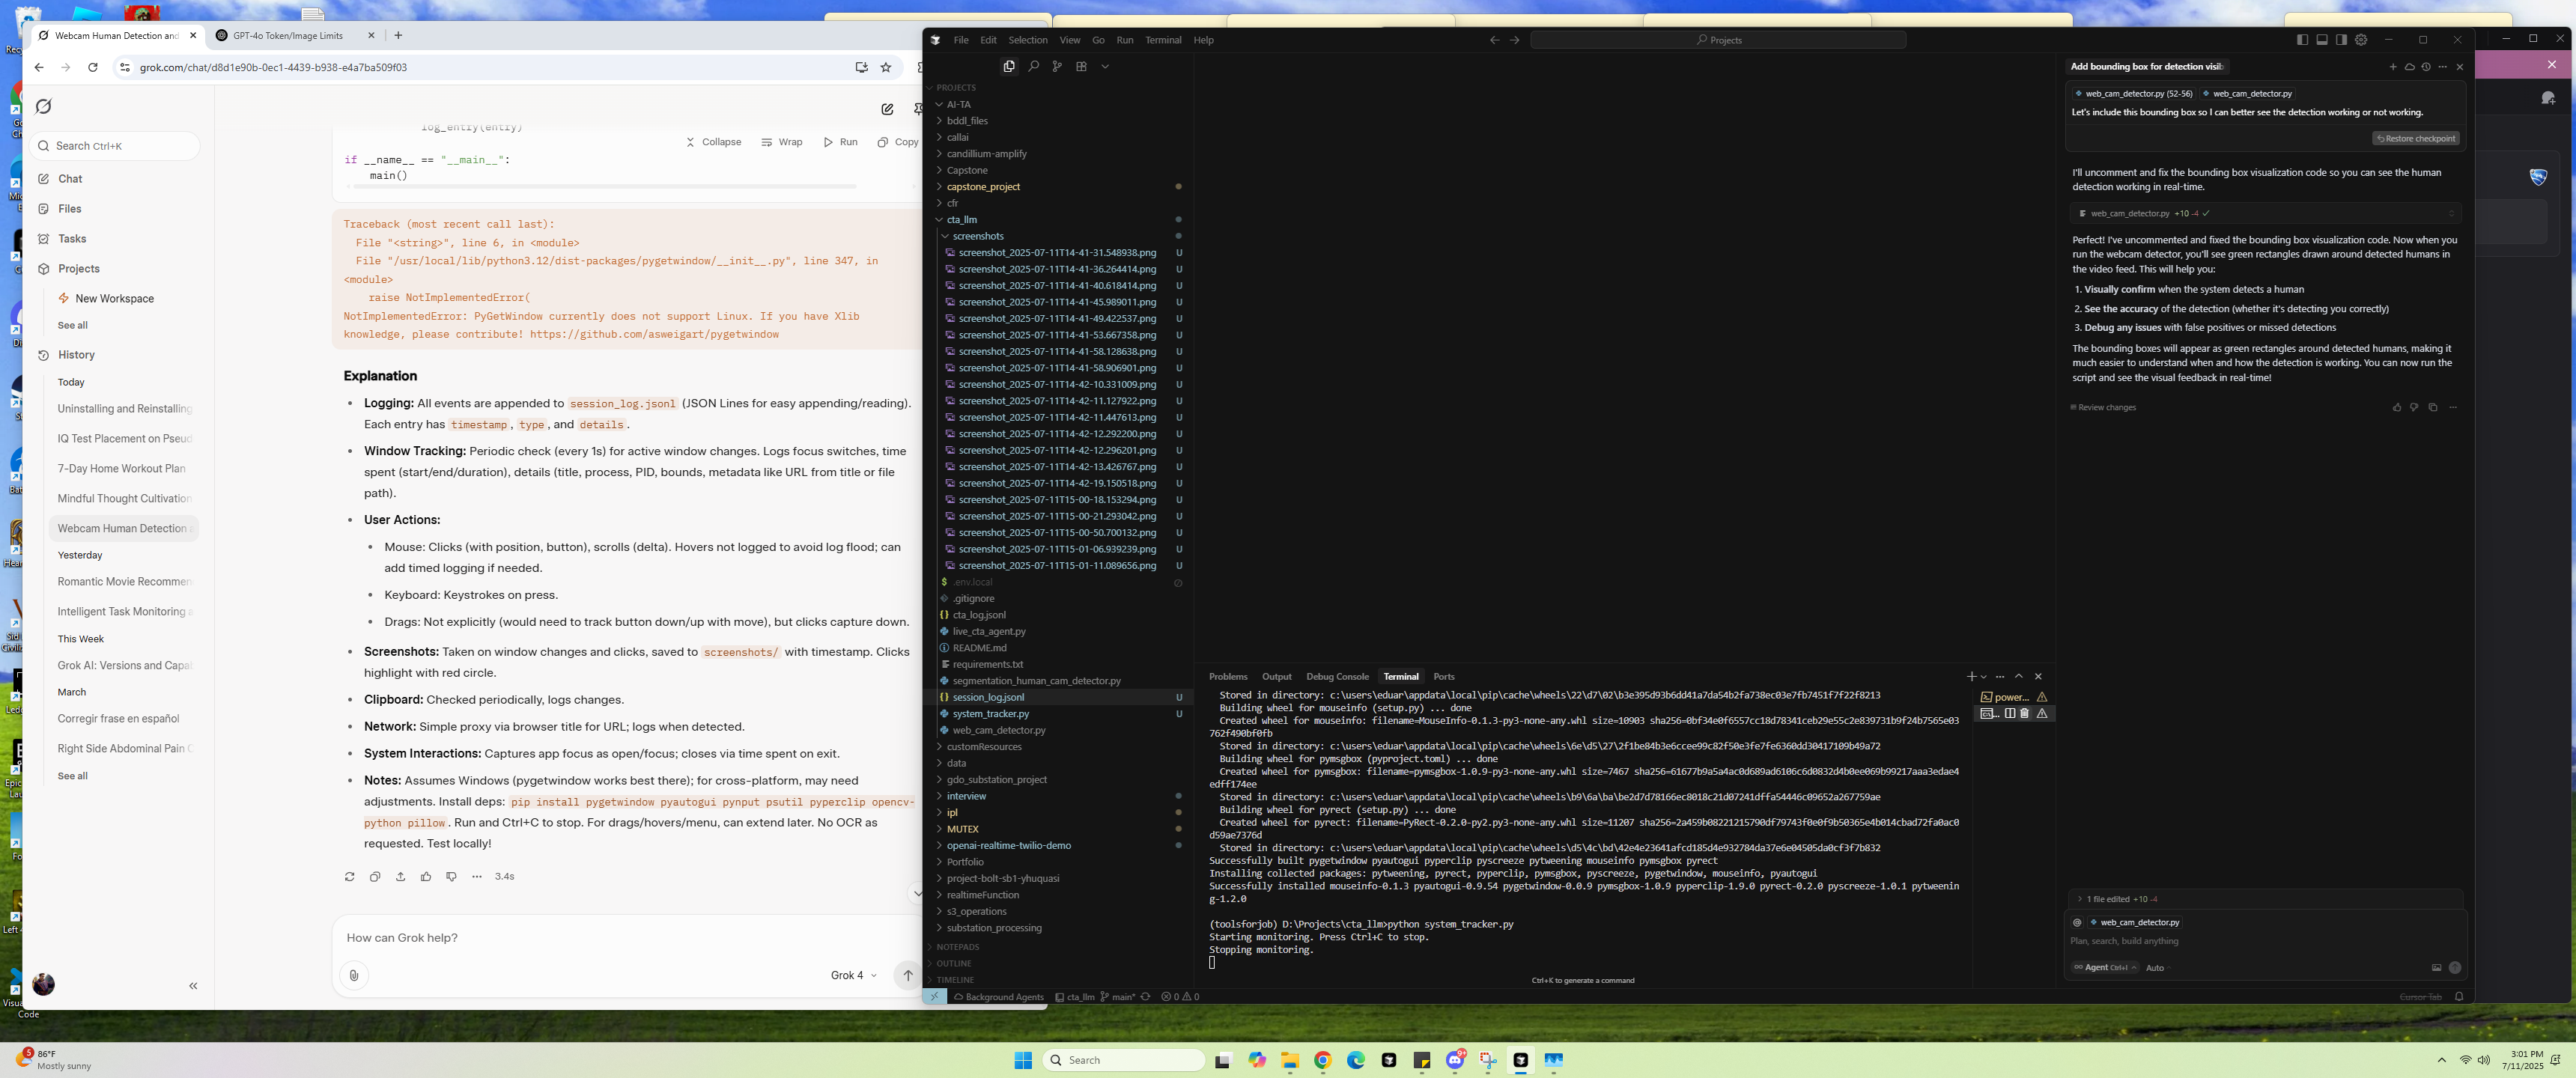 Webcam Human Detection and
GPT-4o Token/Image Limits
grok.com/chat/d8d1e90b-0ec1-4439-b938-e4a7ba509f03
Search Ctrl+K
Chat
Files
Tasks
Projects
New Workspace
See all
History
Today
Uninstalling and Reinstalling
IQ Test Placement on Pseud
7-Day Home Workout Plan
Mindful Thought Cultivation
Webcam Human Detection a
Yesterday
Romantic Movie Recommen
Intelligent Task Monitoring a
This Week
Grok AI: Versions and Capa
March
Corregir frase en español
Right Side Abdominal Pain C
See all
log_entry(entry)
Collapse Wrap Run Copy
if __name__ == "__main__":
main()
Traceback (most recent call last):
File "<string>", line 6, in <module>
File "/usr/local/lib/python3.12/dist-packages/pygetwindow/__init__.py", line 347, in
<module>
raise NotImplementedError(
NotImplementedError: PyGetWindow currently does not support Linux. If you have Xlib
knowledge, please contribute! https://github.com/asweigart/pygetwindow
Explanation
• Logging: All events are appended to session_log.jsonl (JSON Lines for easy appending/reading).
Each entry has timestamp, type, and details.
• Window Tracking: Periodic check (every 1s) for active window changes. Logs focus switches, time
spent (start/end/duration), details (title, process, PID, bounds, metadata like URL from title or file
path).
• User Actions:
• Mouse: Clicks (with position, button), scrolls (delta). Hovers not logged to avoid log flood; can
add timed logging if needed.
• Keyboard: Keystrokes on press.
• Drags: Not explicitly (would need to track button down/up with move), but clicks capture down.
• Screenshots: Taken on window changes and clicks, saved to screenshots/ with timestamp. Clicks
highlight with red circle.
• Clipboard: Checked periodically, logs changes.
• Network: Simple proxy via browser title for URL; logs when detected.
• System Interactions: Captures app focus as open/focus; closes via time spent on exit.
• Notes: Assumes Windows (pygetwindow works best there); for cross-platform, may need
adjustments. Install deps: pip install pygetwindow pyautogui pynput psutil pyperclip opencv-
python pillow. Run and Ctrl+C to stop. For drags/hovers/menu, can extend later. No OCR as
requested. Test locally!
3.4s
How can Grok help?
Grok 4
File Edit Selection View Go Run Terminal Help
Projects
PROJECTS
AI-TA
bddl_files
callai
candillium-amplify
Capstone
capstone_project
cfr
cta_llm
screenshots
screenshot_2025-07-11T14-41-31.548938.png U
screenshot_2025-07-11T14-41-36.264414.png U
screenshot_2025-07-11T14-41-40.618414.png U
screenshot_2025-07-11T14-41-45.989011.png U
screenshot_2025-07-11T14-41-49.422537.png U
screenshot_2025-07-11T14-41-53.667358.png U
screenshot_2025-07-11T14-41-58.128638.png U
screenshot_2025-07-11T14-41-58.906901.png U
screenshot_2025-07-11T14-42-10.331009.png U
screenshot_2025-07-11T14-42-11.127922.png U
screenshot_2025-07-11T14-42-11.447613.png U
screenshot_2025-07-11T14-42-12.292200.png U
screenshot_2025-07-11T14-42-12.296201.png U
screenshot_2025-07-11T14-42-13.426767.png U
screenshot_2025-07-11T14-42-19.150518.png U
screenshot_2025-07-11T15-00-18.153294.png U
screenshot_2025-07-11T15-00-21.293042.png U
screenshot_2025-07-11T15-00-50.700132.png U
screenshot_2025-07-11T15-01-06.939239.png U
screenshot_2025-07-11T15-01-11.089656.png U
.env.local
.gitignore
cta_log.jsonl
live_cta_agent.py
README.md
requirements.txt
segmentation_human_cam_detector.py
session_log.jsonl U
system_tracker.py U
web_cam_detector.py
customResources
data
gdo_substation_project
interview
ipl
MUTEX
openai-realtime-twilio-demo
Portfolio
project-bolt-sb1-yhuquasi
realtimeFunction
s3_operations
substation_processing
NOTEPADS
OUTLINE
TIMELINE
Problems Output Debug Console Terminal Ports
Stored in directory: c:\users\eduar\appdata\local\pip\cache\wheels\22\d7\02\b3e395d93b6dd41a7da54b2fa738ec03e7fb7451f7f22f8213
Building wheel for mouseinfo (setup.py) ... done
Created wheel for mouseinfo: filename=MouseInfo-0.1.3-py3-none-any.whl size=10903 sha256=0bf34e0f6557cc18d78341ceb29e55c2e839731b9f24b7565e03
762f490bf0fb
Stored in directory: c:\users\eduar\appdata\local\pip\cache\wheels\6e\d5\27\2f1be84b3e6ccee99c82f50e3fe7fe6360dd30417109b49a72
Building wheel for pymsgbox (pyproject.toml) ... done
Created wheel for pymsgbox: filename=pymsgbox-1.0.9-py3-none-any.whl size=7467 sha256=61677b9a5a4ac0d689ad6106c6d0832d4b0ee069b99217aaa3edae4
edff174ee
Stored in directory: c:\users\eduar\appdata\local\pip\cache\wheels\b9\6a\ba\be2d7d78166ec8018c21d07241dffa54446c09652a267759ae
Building wheel for pyrect (setup.py) ... done
Created wheel for pyrect: filename=PyRect-0.2.0-py2.py3-none-any.whl size=11207 sha256=2a459b08221215790df79743f0e0f9b50365e4b014cbad72fa0ac0
d59ae7376d
Stored in directory: c:\users\eduar\appdata\local\pip\cache\wheels\d5\4c\bd\42e4e23641afcd185d4e932784da37e6e04505da0cf3f7b832
Successfully built pygetwindow pyautogui pyperclip pyscreeze pytweening mouseinfo pymsgbox pyrect
Installing collected packages: pytweening, pyrect, pyperclip, pymsgbox, pyscreeze, pygetwindow, mouseinfo, pyautogui
Successfully installed mouseinfo-0.1.3 pyautogui-0.9.54 pygetwindow-0.0.9 pymsgbox-1.0.9 pyperclip-1.9.0 pyrect-0.2.0 pyscreeze-1.0.1 pytweenin
g-1.2.0
(toolsforjob) D:\Projects\cta_llm>python system_tracker.py
Starting monitoring. Press Ctrl+C to stop.
Stopping monitoring.
Ctrl+K to generate a command
power...
Background Agents cta_llm main* 0 0
Cursor Tab
Add bounding box for detection visib
web_cam_detector.py (52-56) web_cam_detector.py
Let's include this bounding box so I can better see the detection working or not working.
Restore checkpoint
I'll uncomment and fix the bounding box visualization code so you can see the human
detection working in real-time.
web_cam_detector.py +10 -4
Perfect! I've uncommented and fixed the bounding box visualization code. Now when you
run the webcam detector, you'll see green rectangles drawn around detected humans in
the video feed. This will help you:
1. Visually confirm when the system detects a human
2. See the accuracy of the detection (whether it's detecting you correctly)
3. Debug any issues with false positives or missed detections
The bounding boxes will appear as green rectangles around detected humans, making it
much easier to understand when and how the detection is working. You can now run the
script and see the visual feedback in real-time!
Review changes
1 file edited +10 -4
@ web_cam_detector.py
Plan, search, build anything
Agent Ctrl+I Auto
Code
5
86°F
Mostly sunny
Search
9+
3:01 PM
7/11/2025